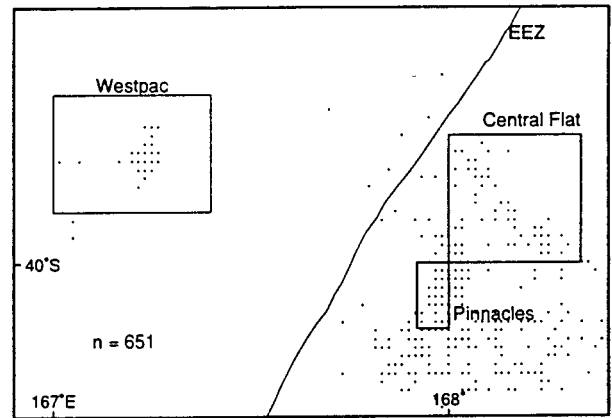 EEZ
Westpac
Central Flat
40°S
Pinnacles
n = 651
167°E
168°